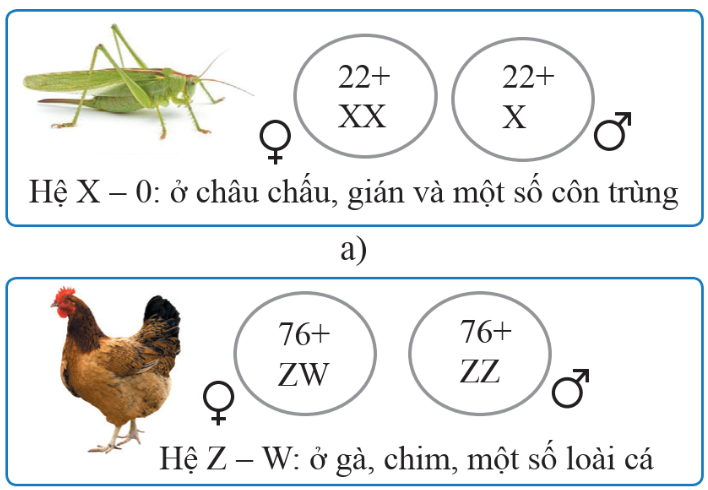 22+
XX
22+
X
♀
♂
Hệ X – 0: ở châu chấu, gián và một số côn trùng
a)
76+
ZW
76+
ZZ
♀
♂
Hệ Z – W: ở gà, chim, một số loài cá